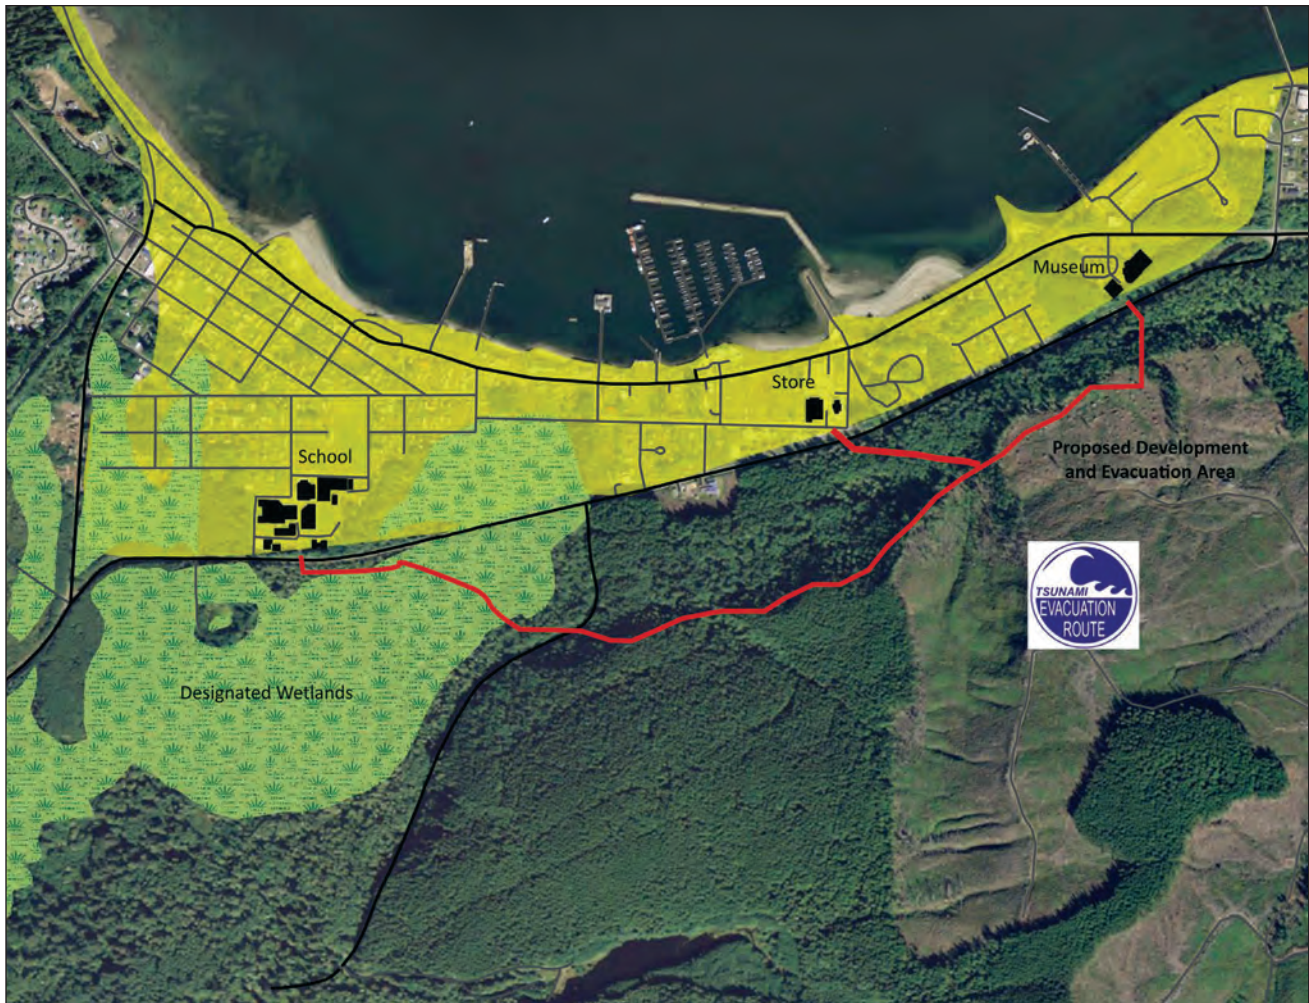 Museum
Store
School
Proposed Development
and Evacuation Area
TSUNAMI
EVACUATION
ROUTE
Designated Wetlands